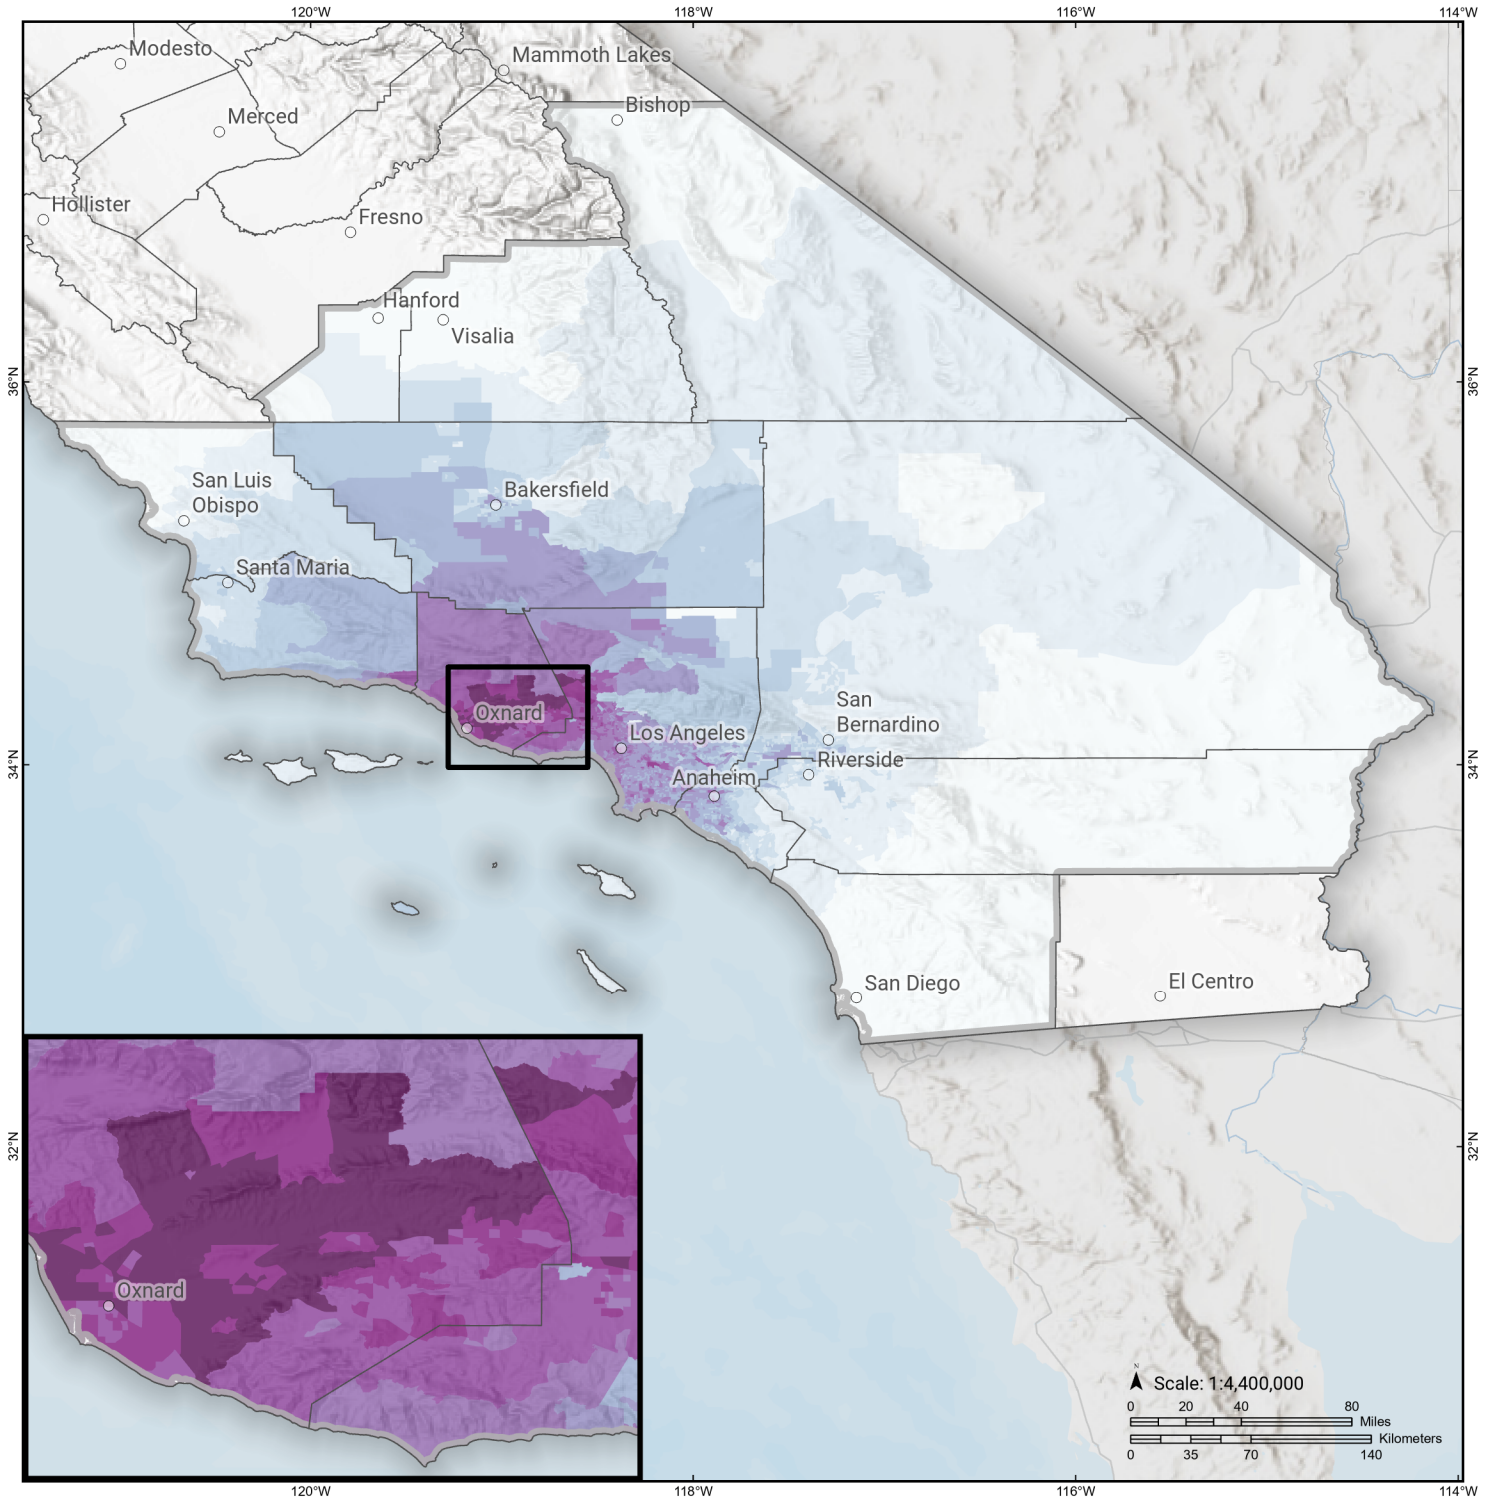 120°W
118°W
116°W
114°W
Modesto
Mammoth Lakes
Bishop
Merced
Hollister
Fresno
Hanford
Visalia
36°N
36°N
San Luis
Obispo
Bakersfield
Santa Maria
San
Bernardino
Oxnard
Los Angeles
Riverside
34°N
34°N
Anaheim
San Diego
El Centro
32°N
32°N
Oxnard
N
Scale: 1:4,400,000
0 20 40 80
Miles
Kilometers
0 35 70 140
120°W
118°W
116°W
114°W